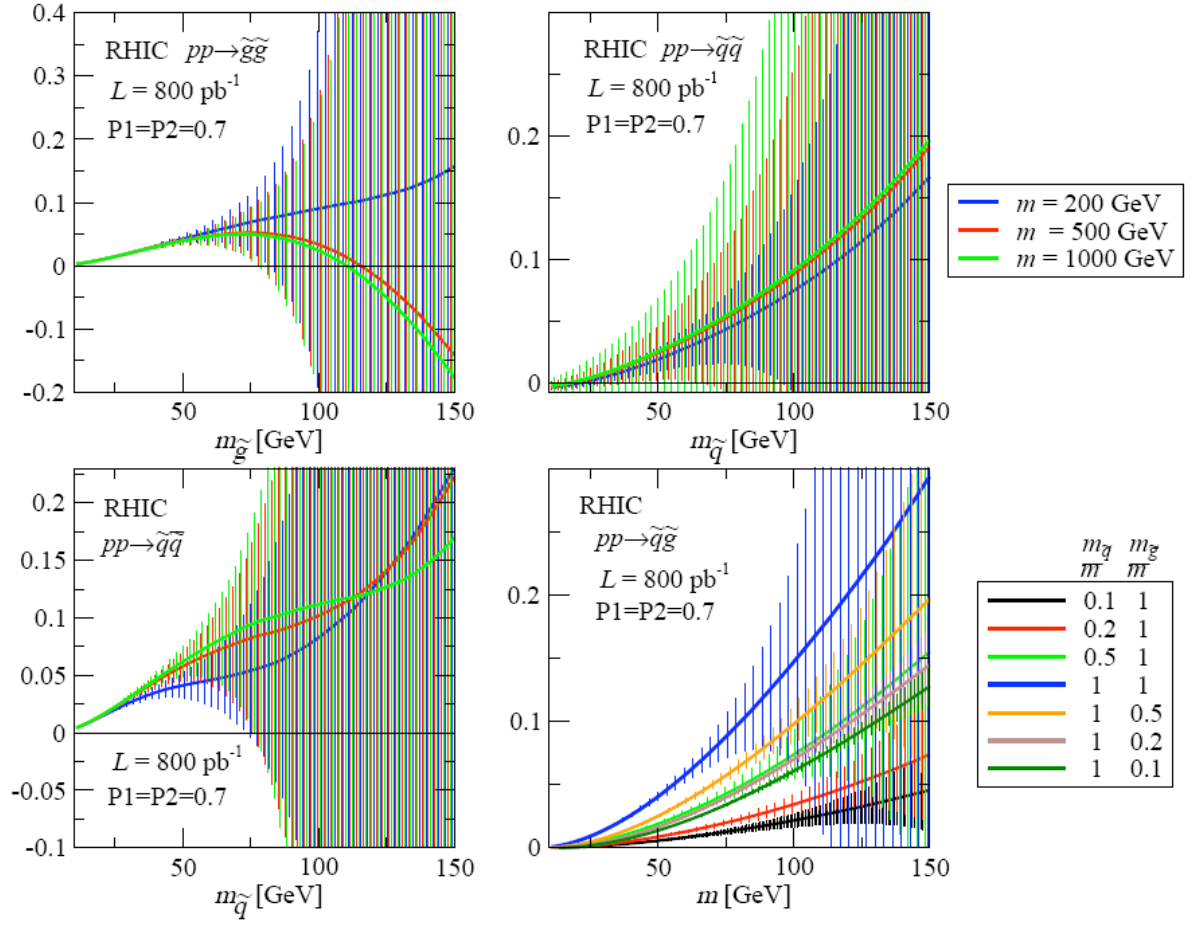 0.4
0.3
0.2
0.1
0
-0.1
-0.2
RHIC pp→g̃g̃
L = 800 pb⁻¹
P1=P2=0.7
50 100 150
m_g̃ [GeV]
0.2
0.1
0
RHIC pp→q̃q̃
L = 800 pb⁻¹
P1=P2=0.7
50 100 150
m_q̃ [GeV]
m = 200 GeV
m = 500 GeV
m = 1000 GeV
0.2
0.15
0.1
0.05
0
-0.05
-0.1
RHIC
pp→q̃q̃̅
L = 800 pb⁻¹
P1=P2=0.7
50 100 150
m_q̃ [GeV]
0.2
0.1
0
RHIC
pp→q̃g̃
L = 800 pb⁻¹
P1=P2=0.7
50 100 150
m [GeV]
m_q̃ m_g̃
m m
0.1 1
0.2 1
0.5 1
1 1
1 0.5
1 0.2
1 0.1